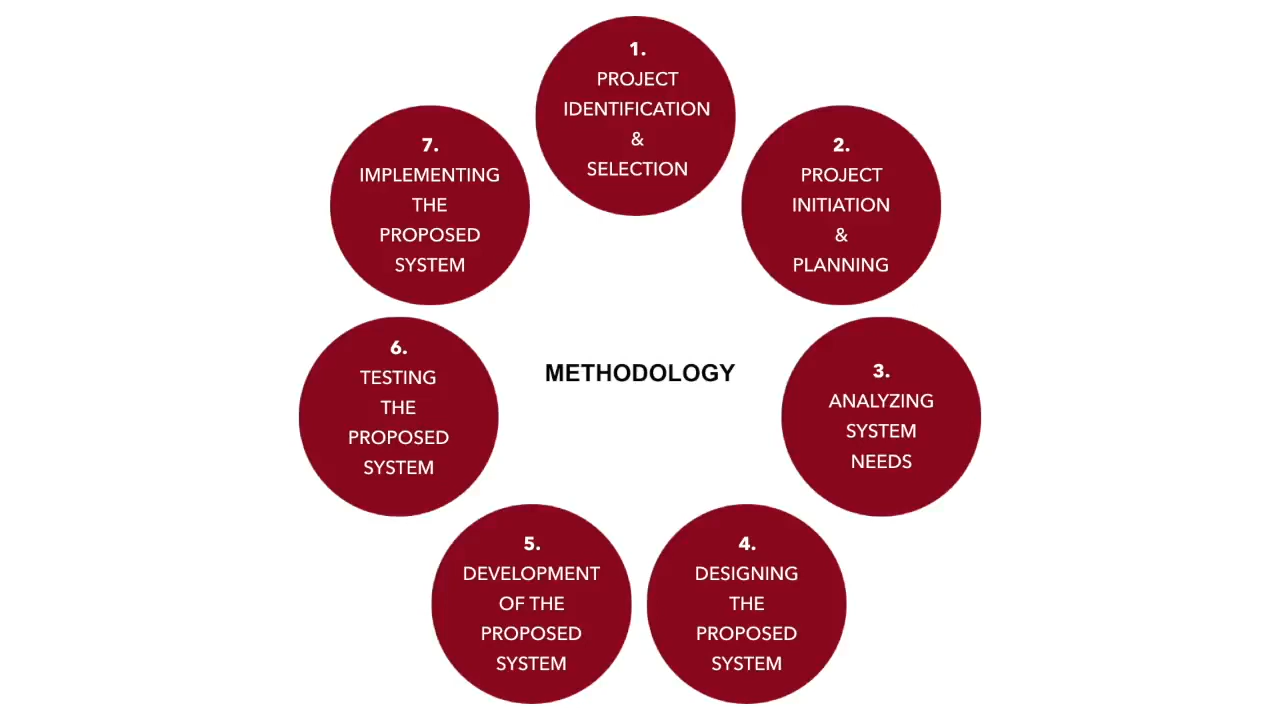 1.
PROJECT
IDENTIFICATION
&
SELECTION
2.
PROJECT
INITIATION
&
PLANNING
3.
ANALYZING
SYSTEM
NEEDS
4.
DESIGNING
THE
PROPOSED
SYSTEM
5.
DEVELOPMENT
OF THE
PROPOSED
SYSTEM
6.
TESTING
THE
PROPOSED
SYSTEM
7.
IMPLEMENTING
THE
PROPOSED
SYSTEM
METHODOLOGY